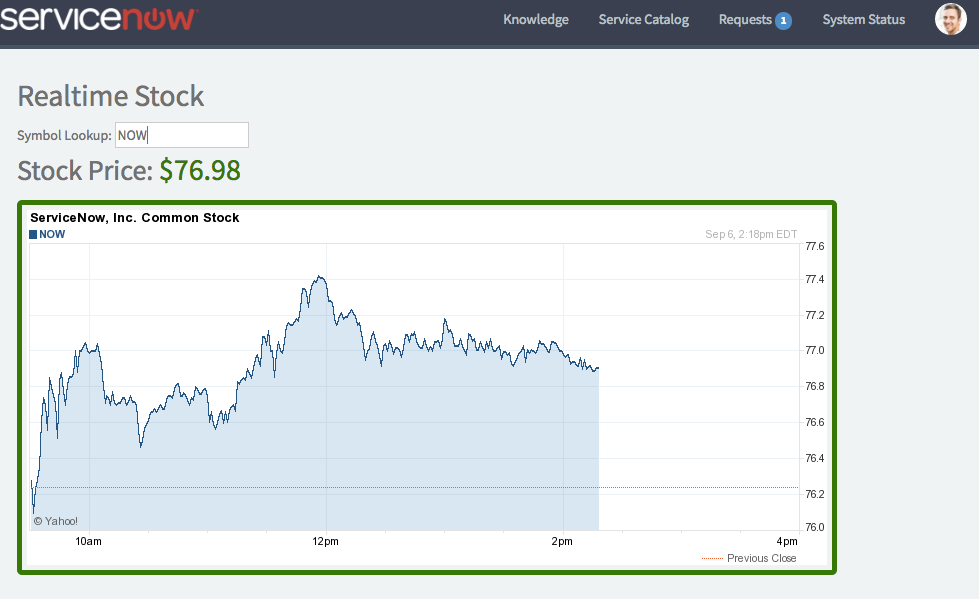 servicenow
Knowledge Service Catalog Requests 1 System Status
Realtime Stock
Symbol Lookup: NOW
Stock Price: $76.98
ServiceNow, Inc. Common Stock
NOW
Sep 6, 2:18pm EDT
77.6
77.4
77.2
77.0
76.8
76.6
76.4
76.2
76.0
© Yahoo!
10am 12pm 2pm 4pm
Previous Close